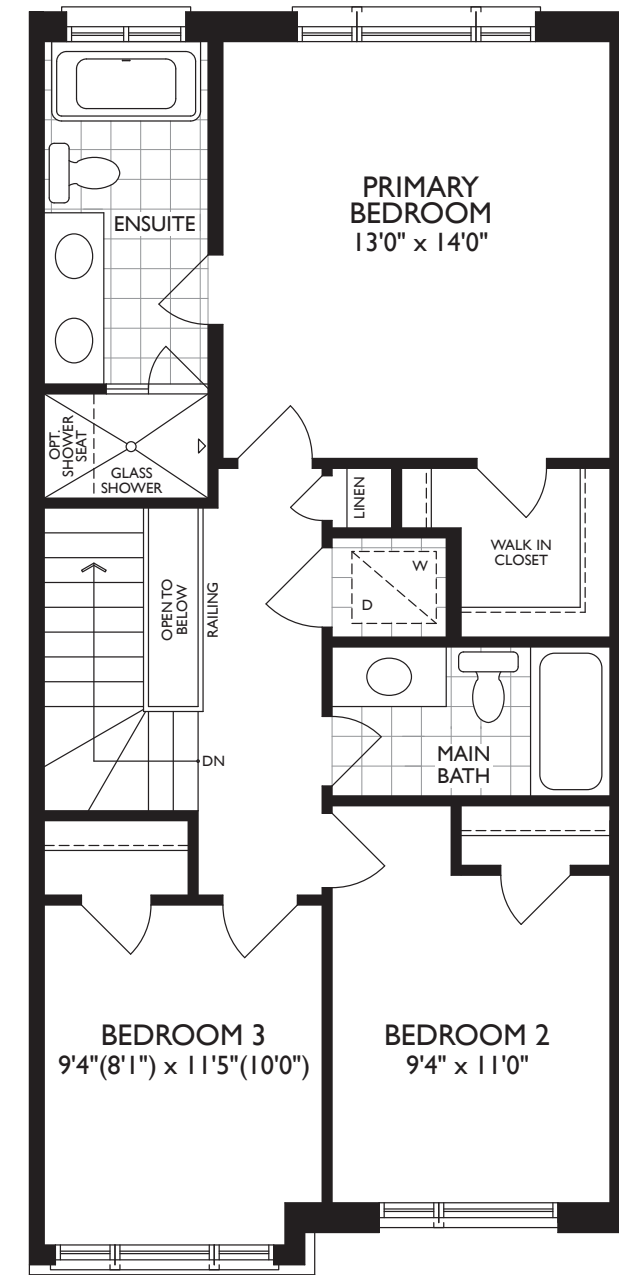 PRIMARY
BEDROOM
13'0" x 14'0"
ENSUITE
OPT.
SHOWER
SEAT
GLASS
SHOWER
LINEN
WALK IN
CLOSET
W
D
OPEN TO
BELOW
RAILING
DN
MAIN
BATH
BEDROOM 3
9'4"(8'1") x 11'5"(10'0")
BEDROOM 2
9'4" x 11'0"